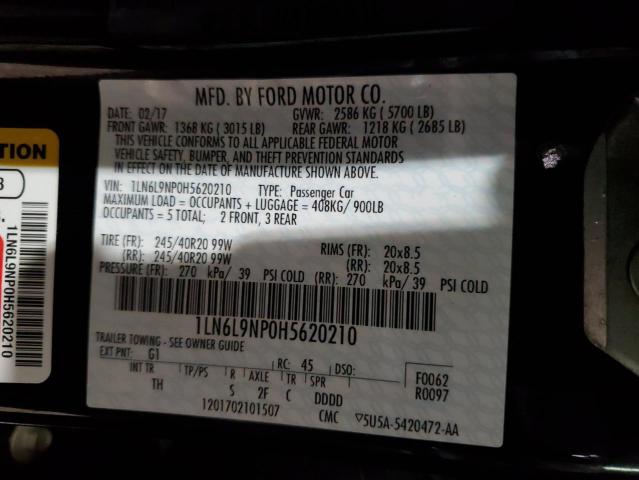 MFD. BY FORD MOTOR CO.
DATE: 02/17 GVWR: 2586 KG ( 5700 LB)
FRONT GAWR: 1368 KG ( 3015 LB) REAR GAWR: 1218 KG ( 2685 LB)
THIS VEHICLE CONFORMS TO ALL APPLICABLE FEDERAL MOTOR
VEHICLE SAFETY, BUMPER, AND THEFT PREVENTION STANDARDS
IN EFFECT ON THE DATE OF MANUFACTURE SHOWN ABOVE.
VIN: 1LN6L9NP0H5620210 TYPE: Passenger Car
MAXIMUM LOAD = OCCUPANTS + LUGGAGE = 408KG/ 900LB
OCCUPANTS = 5 TOTAL; 2 FRONT, 3 REAR
TIRE (FR): 245/40R20 99W RIMS (FR): 20x8.5
(RR): 245/40R20 99W (RR): 20x8.5
PRESSURE (FR): 270 kPa/ 39 PSI COLD (RR): 270 kPa/ 39 PSI COLD
1LN6L9NP0H5620210
TRAILER TOWING - SEE OWNER GUIDE
EXT PNT: G1 RC: 45 DSO: F0062
INT TR TP/PS R AXLE TR SPR R0097
TH S 2F C DDDD
1201702101507 CMC ▽5U5A-5420472-AA
TION
3
1LN6L9NP0H5620210